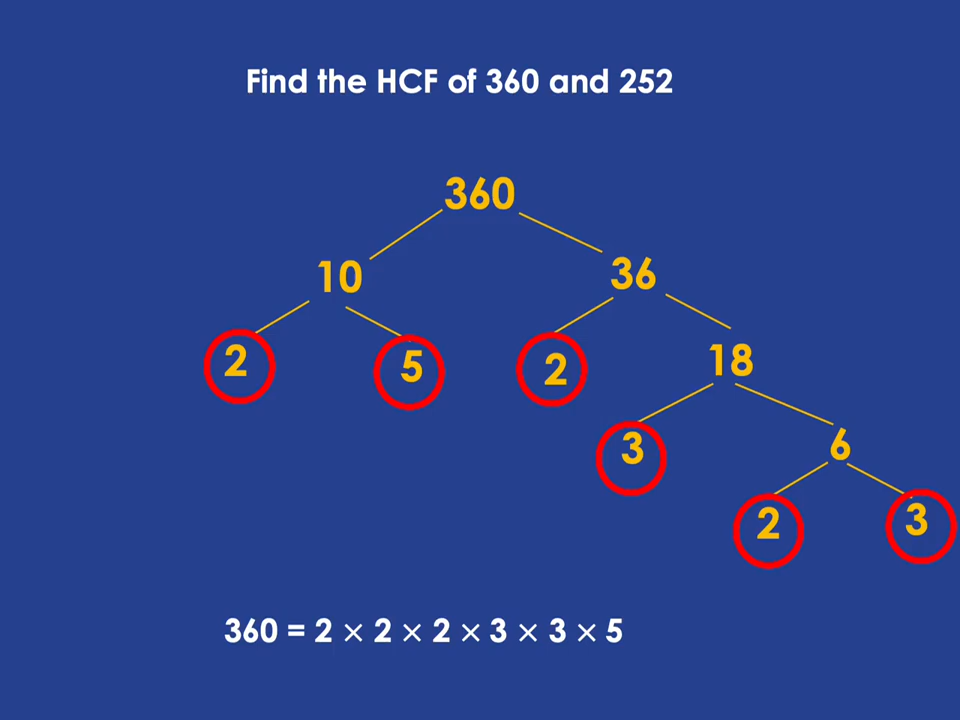 Find the HCF of 360 and 252
360
10 36
2 5 2 18
3 6
2 3
360 = 2 × 2 × 2 × 3 × 3 × 5